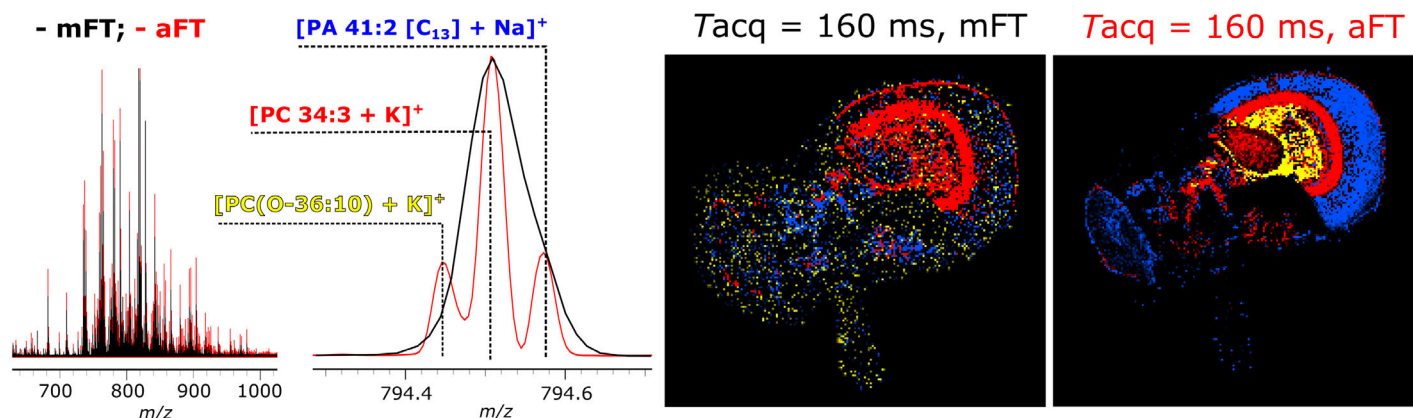 - mFT; - aFT
[PA 41:2 [C₁₃] + Na]⁺
[PC 34:3 + K]⁺
[PC(O-36:10) + K]⁺
700 800 900 1000
m/z
794.4 794.6
m/z
Tacq = 160 ms, mFT
Tacq = 160 ms, aFT